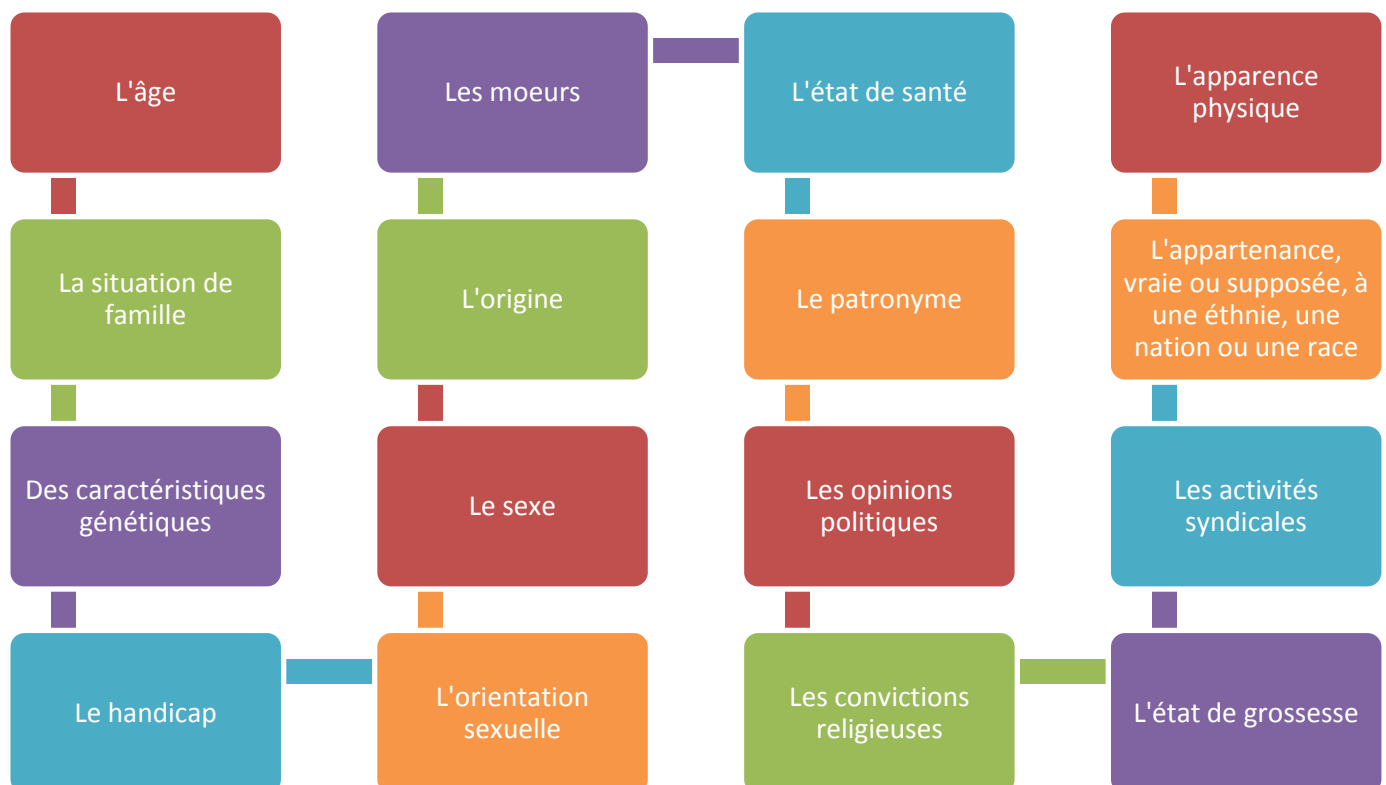 L'âge
Les moeurs
L'état de santé
L'apparence
physique
La situation de
famille
L'origine
Le patronyme
L'appartenance,
vraie ou supposée, à
une éthnie, une
nation ou une race
Des caractéristiques
génétiques
Le sexe
Les opinions
politiques
Les activités
syndicales
Le handicap
L'orientation
sexuelle
Les convictions
religieuses
L'état de grossesse